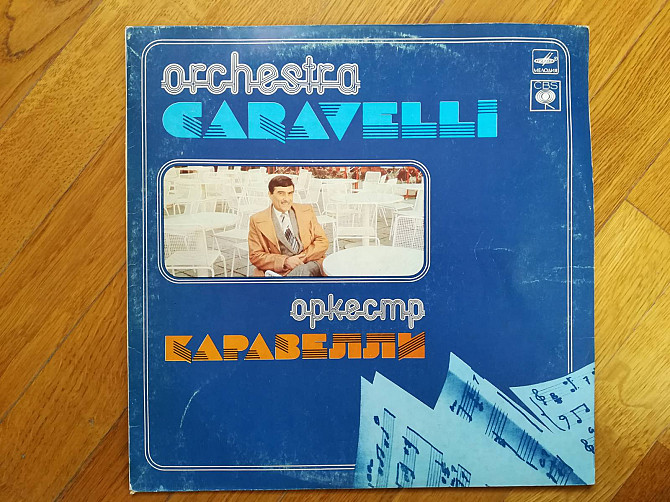 orchestra
CARAVELLI
МЕЛОДИЯ
CBS
оркестр
КАРАВЕЛЛИ